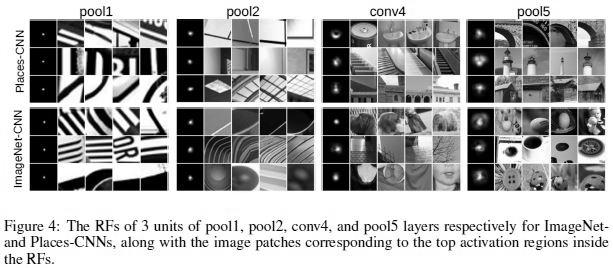 pool1 pool2 conv4 pool5
Places-CNN
ImageNet-CNN
Figure 4: The RFs of 3 units of pool1, pool2, conv4, and pool5 layers respectively for ImageNet-
and Places-CNNs, along with the image patches corresponding to the top activation regions inside
the RFs.